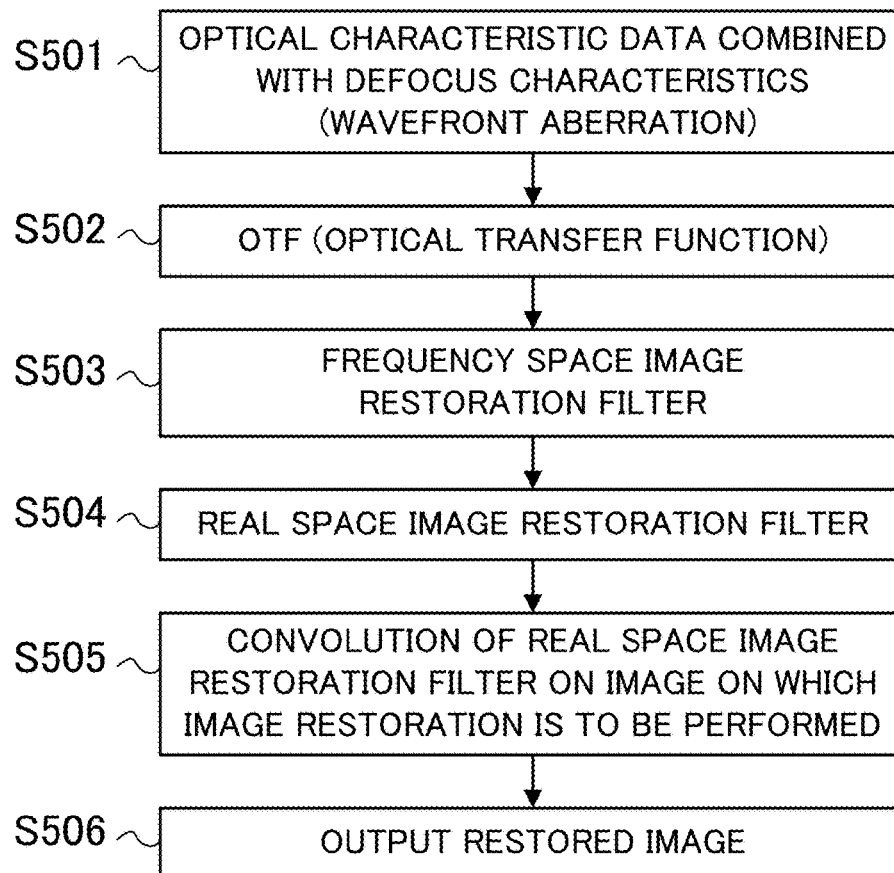 S501
OPTICAL CHARACTERISTIC DATA COMBINED
WITH DEFOCUS CHARACTERISTICS
(WAVEFRONT ABERRATION)
S502
OTF (OPTICAL TRANSFER FUNCTION)
S503
FREQUENCY SPACE IMAGE
RESTORATION FILTER
S504
REAL SPACE IMAGE RESTORATION FILTER
S505
CONVOLUTION OF REAL SPACE IMAGE
RESTORATION FILTER ON IMAGE ON WHICH
IMAGE RESTORATION IS TO BE PERFORMED
S506
OUTPUT RESTORED IMAGE